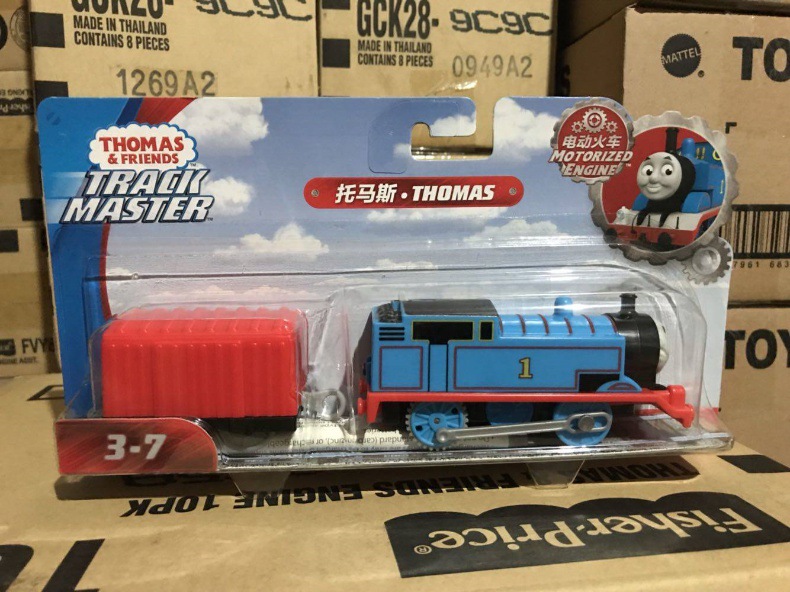 GCK28-
9C9C
MADE IN THAILAND
CONTAINS 8 PIECES
1269A2
GCK28-
9C9C
MADE IN THAILAND
CONTAINS 8 PIECES
0949A2
MATTEL
TO
THOMAS
& FRIENDS
TRACK
MASTER
托马斯·THOMAS
电动火车
MOTORIZED
ENGINE
1
3-7
TOY
& FRIENDS ENGINE 10PK
Fisher-Price®